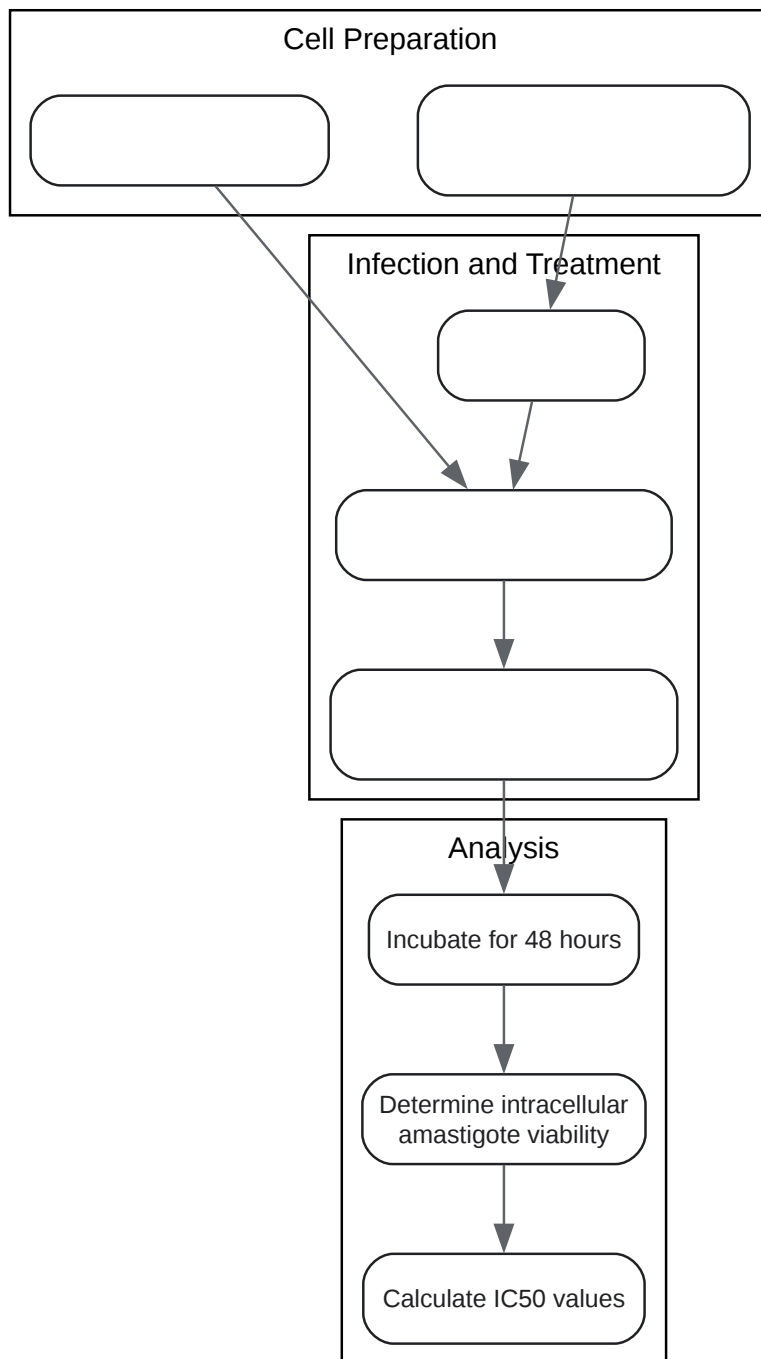 Cell Preparation
Infection and Treatment
Analysis
Incubate for 48 hours
Determine intracellular
amastigote viability
Calculate IC50 values